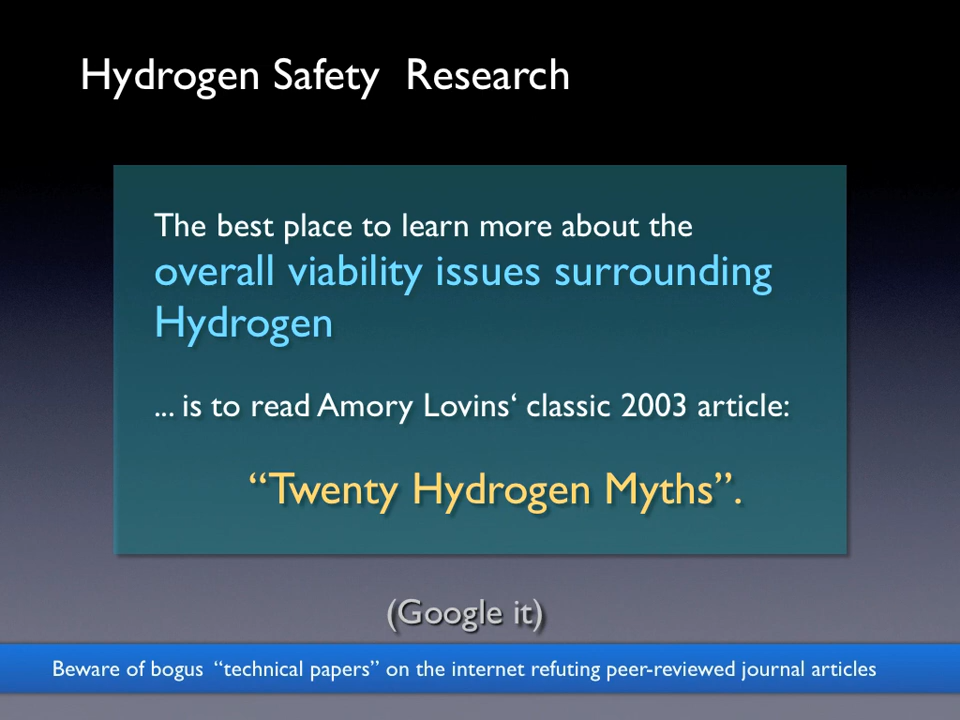 Hydrogen Safety  Research
The best place to learn more about the
overall viability issues surrounding
Hydrogen
... is to read Amory Lovins‘ classic 2003 article:
“Twenty Hydrogen Myths”.
(Google it)
Beware of bogus  “technical papers” on the internet refuting peer-reviewed journal articles